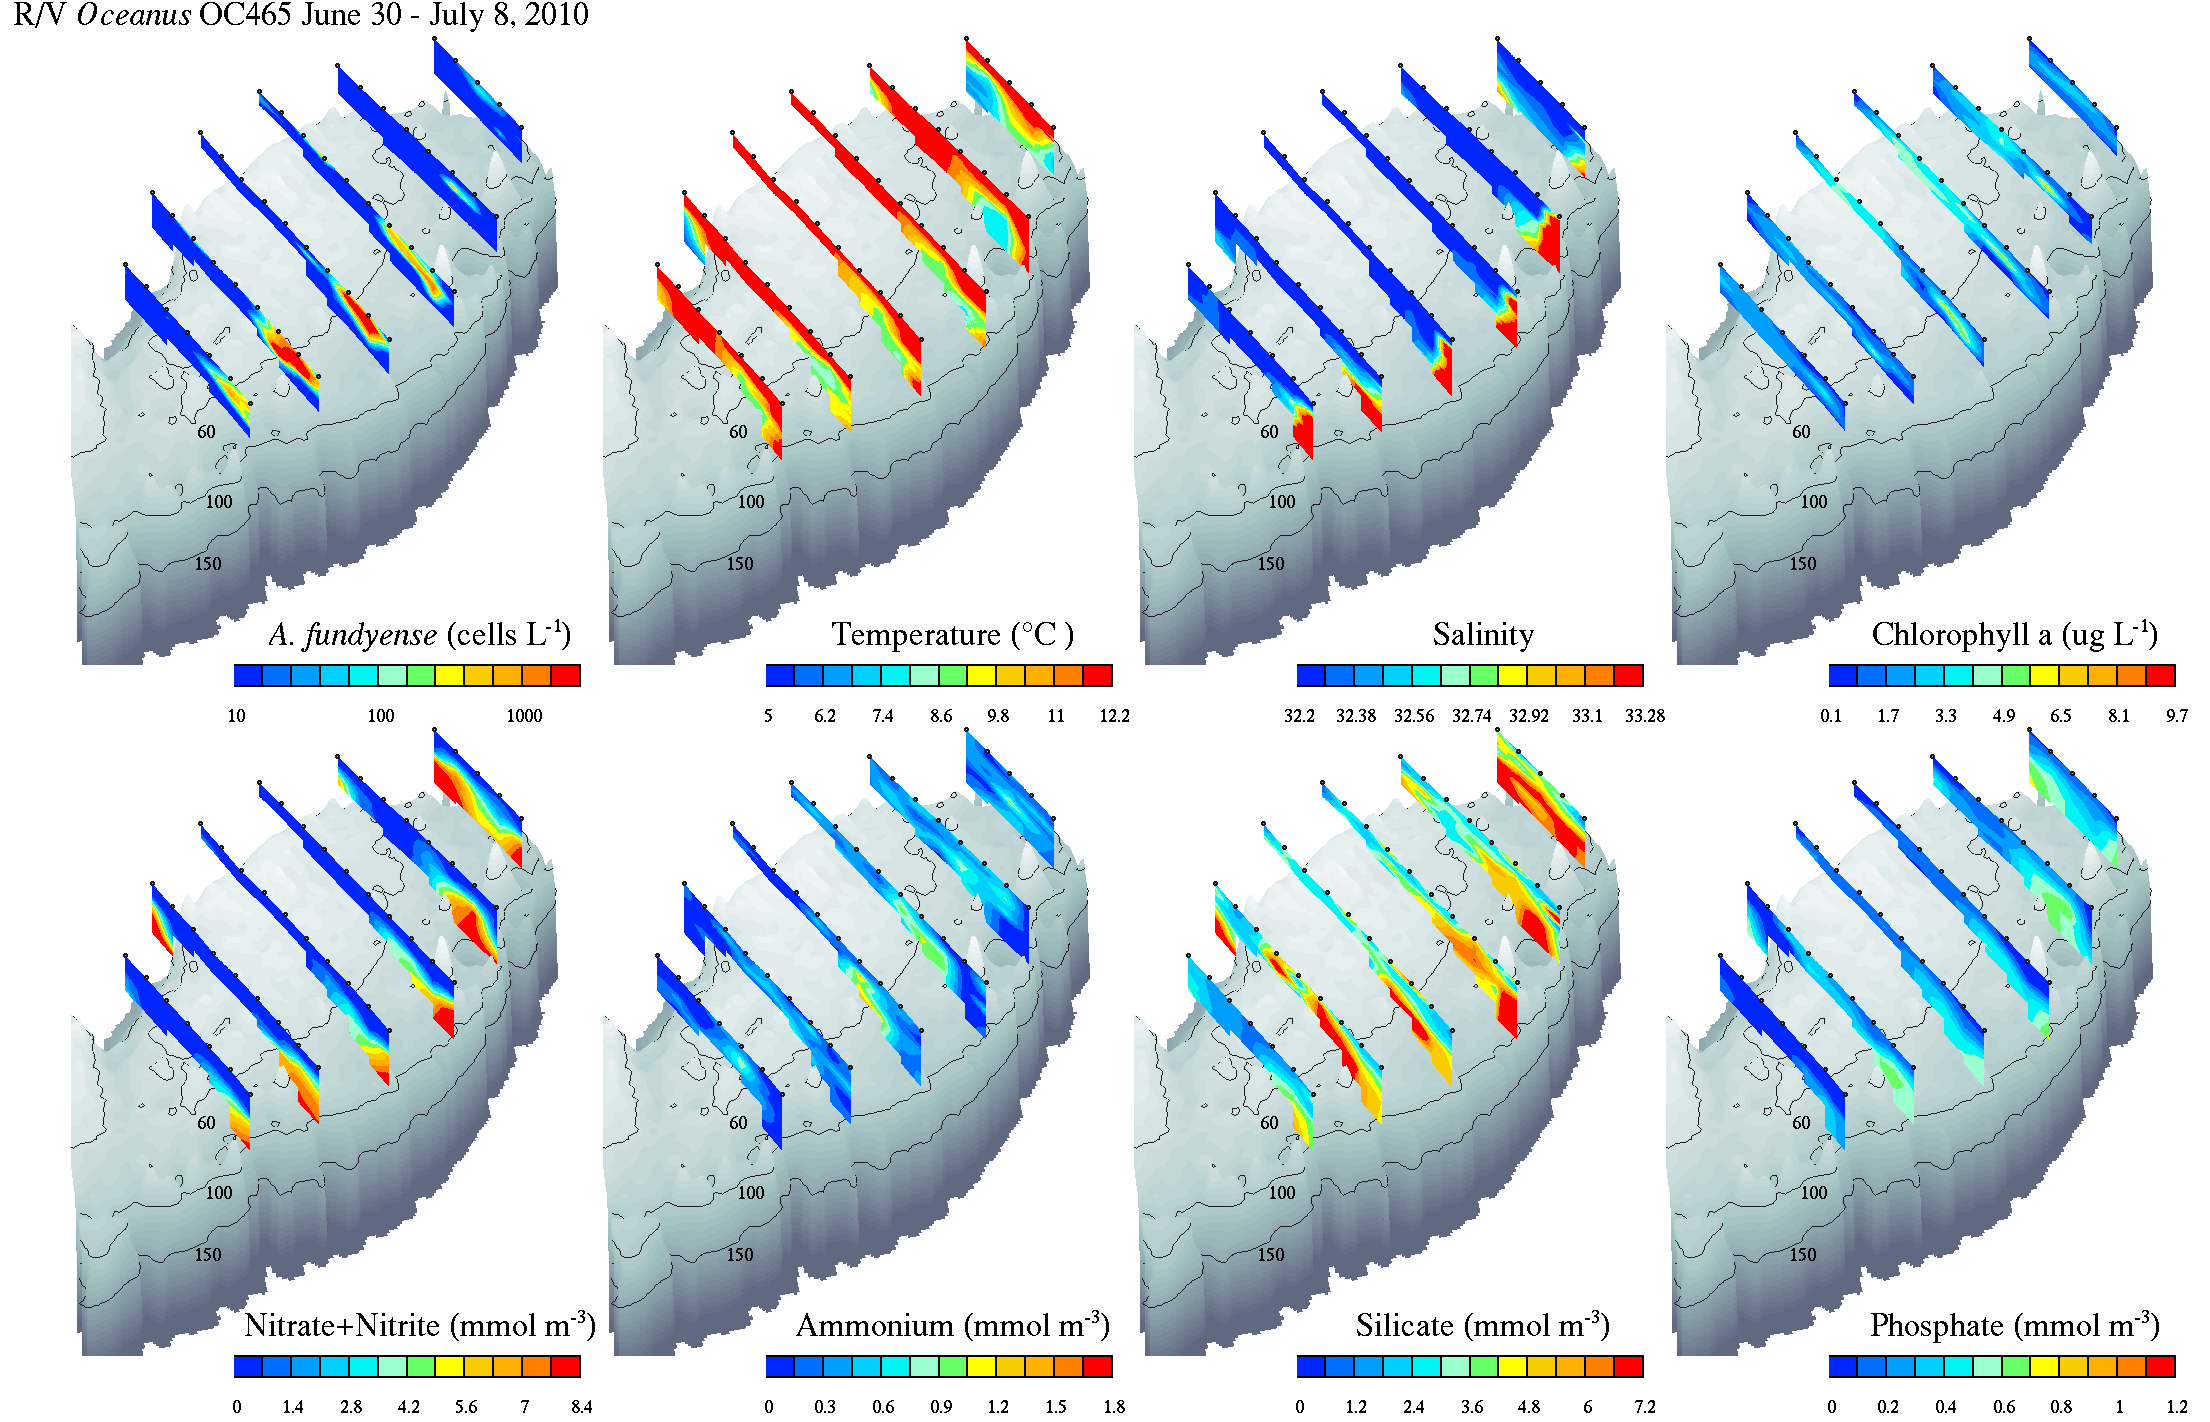 R/V Oceanus OC465 June 30 - July 8, 2010
60
100
150
A. fundyense (cells L-1)
10 100 1000
60
100
150
Temperature (°C )
5 6.2 7.4 8.6 9.8 11 12.2
60
100
150
Salinity
32.2 32.38 32.56 32.74 32.92 33.1 33.28
60
100
150
Chlorophyll a (ug L-1)
0.1 1.7 3.3 4.9 6.5 8.1 9.7
60
100
150
Nitrate+Nitrite (mmol m-3)
0 1.4 2.8 4.2 5.6 7 8.4
60
100
150
Ammonium (mmol m-3)
0 0.3 0.6 0.9 1.2 1.5 1.8
60
100
150
Silicate (mmol m-3)
0 1.2 2.4 3.6 4.8 6 7.2
60
100
150
Phosphate (mmol m-3)
0 0.2 0.4 0.6 0.8 1 1.2